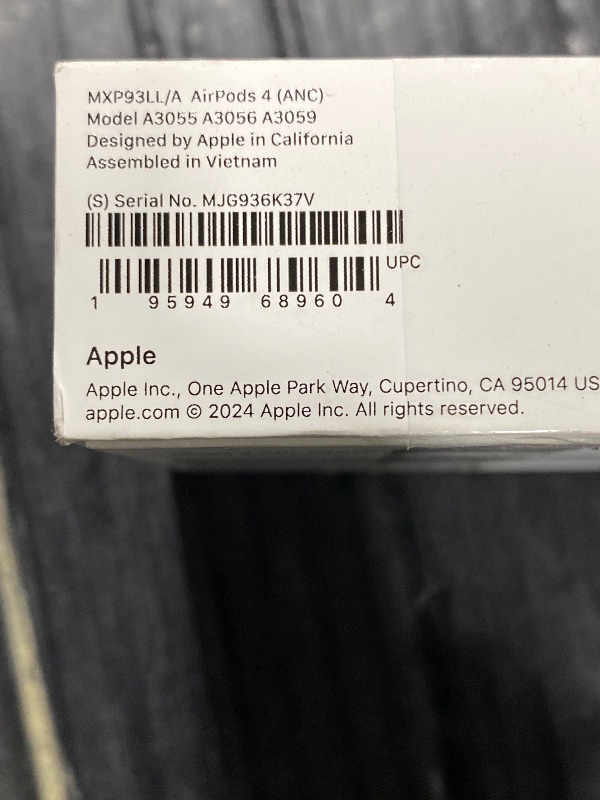 MXP93LL/A AirPods 4 (ANC)
Model A3055 A3056 A3059
Designed by Apple in California
Assembled in Vietnam
(S) Serial No. MJG936K37V
UPC
1 95949 68960 4
Apple
Apple Inc., One Apple Park Way, Cupertino, CA 95014 US
apple.com © 2024 Apple Inc. All rights reserved.